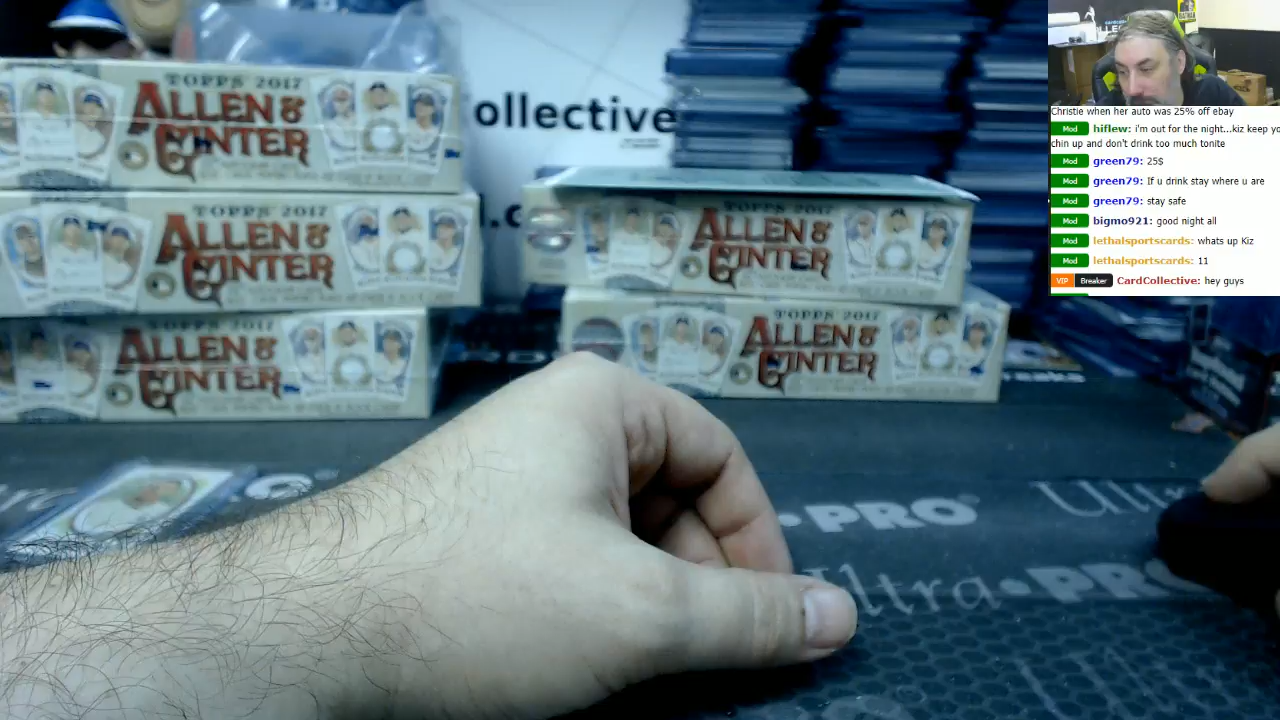 TOPPS 2017
ALLEN &
GINTER
TOPPS 2017
ALLEN &
GINTER
TOPPS 2017
ALLEN &
GINTER
ollective
TOPPS 2017
ALLEN &
GINTER
TOPPS 2017
ALLEN &
GINTER
PRO
Ultra PRO
Christie when her auto was 25% off ebay
Mod hiflew: i'm out for the night...kiz keep yo
chin up and don't drink too much tonite
Mod green79: 25$
Mod green79: If u drink stay where u are
Mod green79: stay safe
Mod bigmo921: good night all
Mod lethalsportscards: whats up Kiz
Mod lethalsportscards: 11
VIP Breaker CardCollective: hey guys